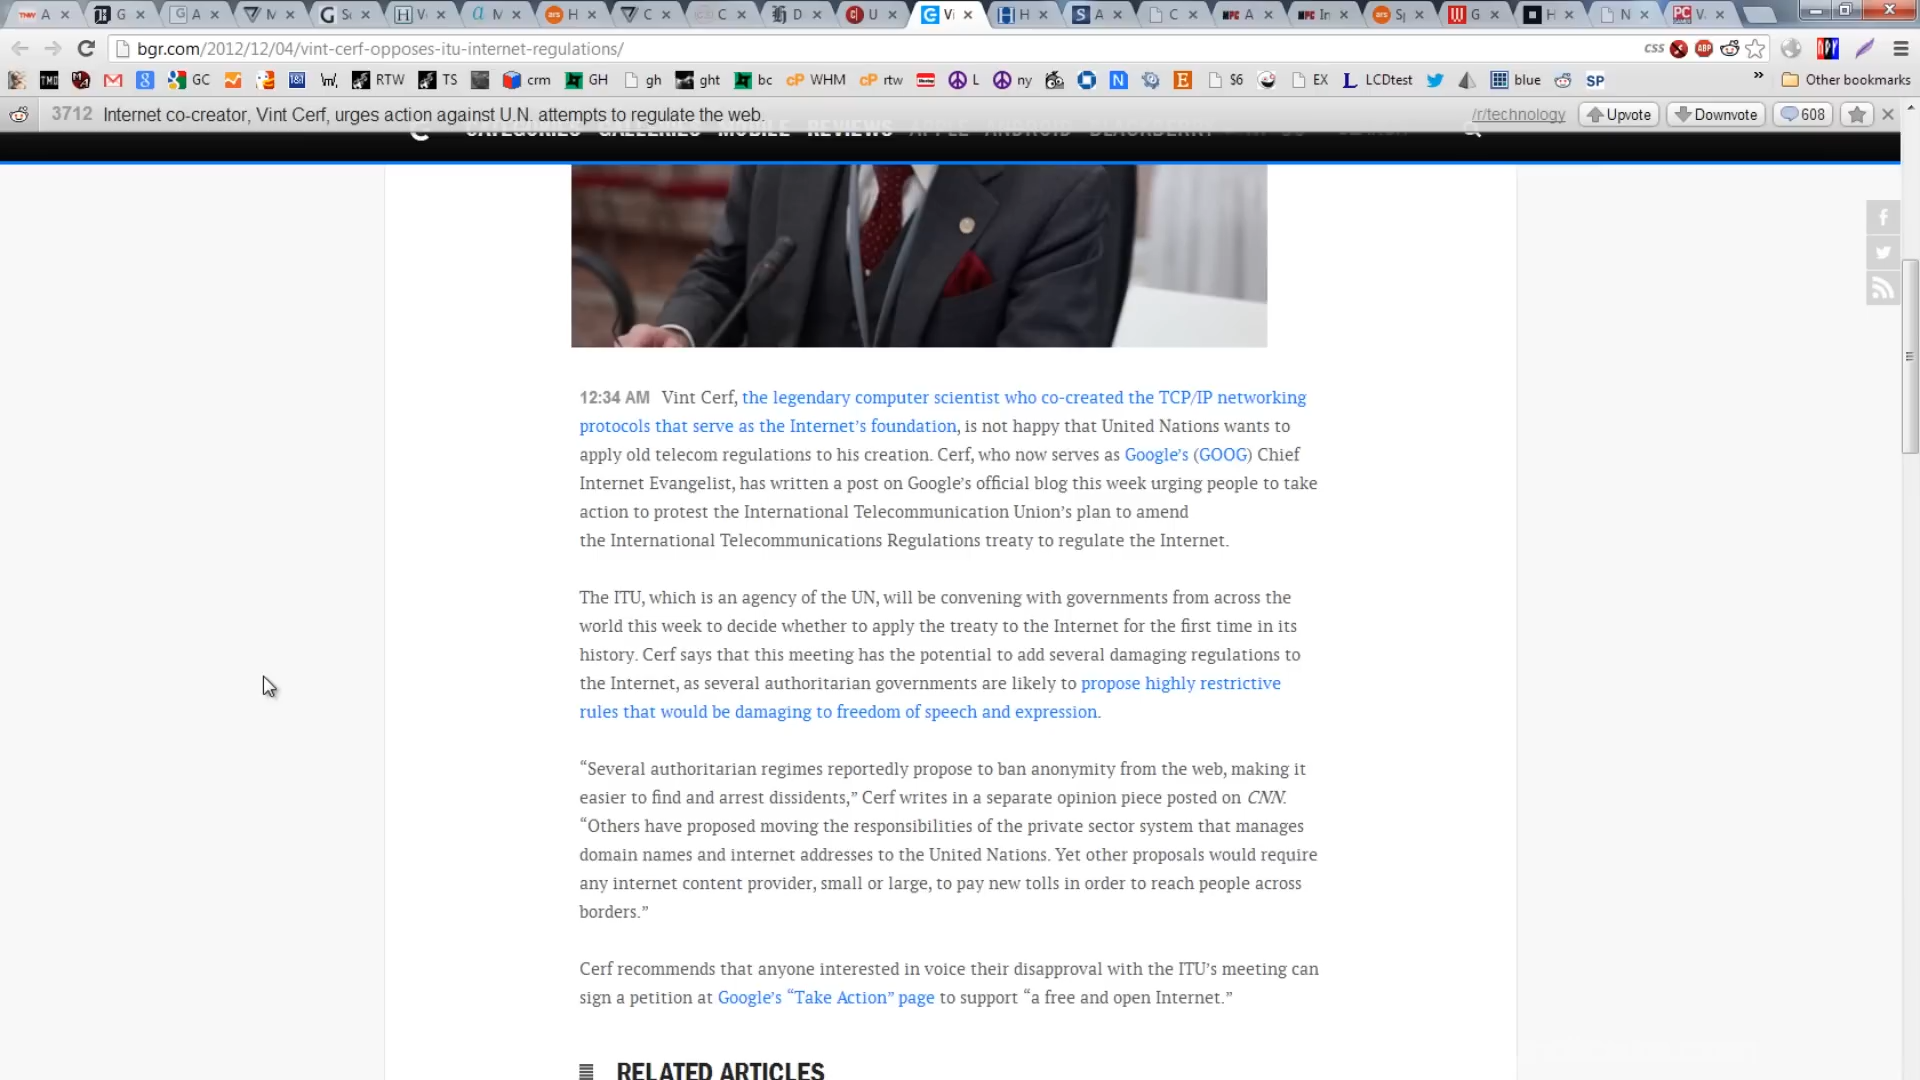 A
G
A
M
S
V
M
H
C
C
D
U
Vi
H
A
C
A
In
Sp
G
H
N
V
bgr.com/2012/12/04/vint-cerf-opposes-itu-internet-regulations/
CSS
GC
RTW
TS
crm
GH
gh
ght
bc
WHM
rtw
L
ny
S6
EX
LCDtest
blue
SP
»
Other bookmarks
3712 Internet co-creator, Vint Cerf, urges action against U.N. attempts to regulate the web.
/r/technology
Upvote
Downvote
608
CATEGORIES GALLERIES MOBILE REVIEWS APPLE ANDROID BLACKBERRY
12:34 AM Vint Cerf, the legendary computer scientist who co-created the TCP/IP networking
protocols that serve as the Internet’s foundation, is not happy that United Nations wants to
apply old telecom regulations to his creation. Cerf, who now serves as Google’s (GOOG) Chief
Internet Evangelist, has written a post on Google’s official blog this week urging people to take
action to protest the International Telecommunication Union’s plan to amend
the International Telecommunications Regulations treaty to regulate the Internet.
The ITU, which is an agency of the UN, will be convening with governments from across the
world this week to decide whether to apply the treaty to the Internet for the first time in its
history. Cerf says that this meeting has the potential to add several damaging regulations to
the Internet, as several authoritarian governments are likely to propose highly restrictive
rules that would be damaging to freedom of speech and expression.
“Several authoritarian regimes reportedly propose to ban anonymity from the web, making it
easier to find and arrest dissidents,” Cerf writes in a separate opinion piece posted on CNN.
“Others have proposed moving the responsibilities of the private sector system that manages
domain names and internet addresses to the United Nations. Yet other proposals would require
any internet content provider, small or large, to pay new tolls in order to reach people across
borders.”
Cerf recommends that anyone interested in voice their disapproval with the ITU’s meeting can
sign a petition at Google’s “Take Action” page to support “a free and open Internet.”
RELATED ARTICLES